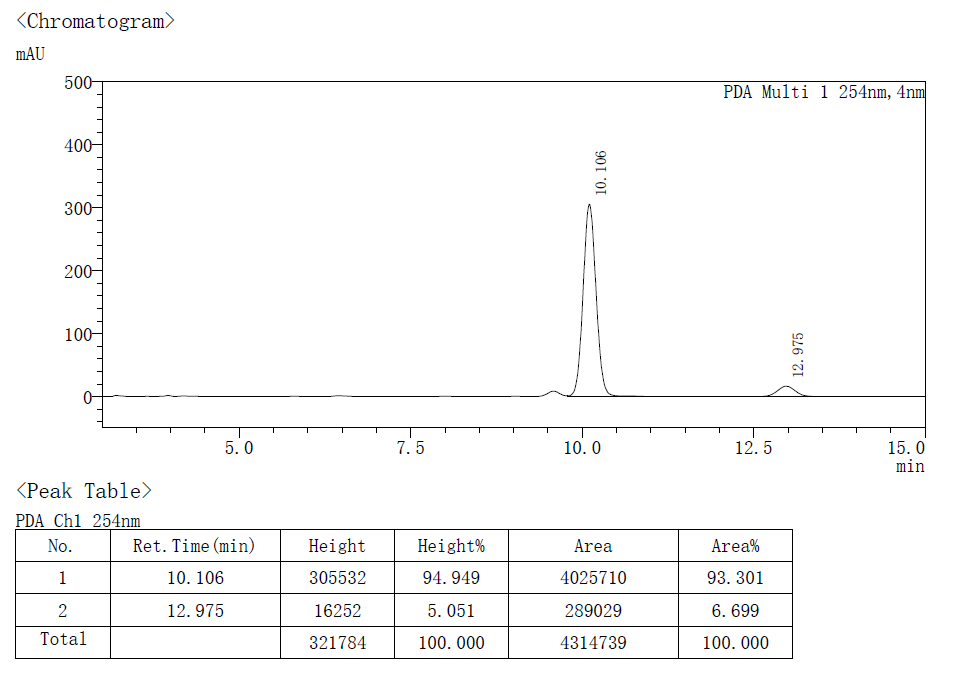 <Chromatogram>
mAU
PDA Multi 1 254nm,4nm
500
400
300
200
100
0
10.106
12.975
5.0 7.5 10.0 12.5 15.0
min
<Peak Table>
PDA Ch1 254nm
No. Ret.Time(min) Height Height% Area Area%
1 10.106 305532 94.949 4025710 93.301
2 12.975 16252 5.051 289029 6.699
Total 321784 100.000 4314739 100.000